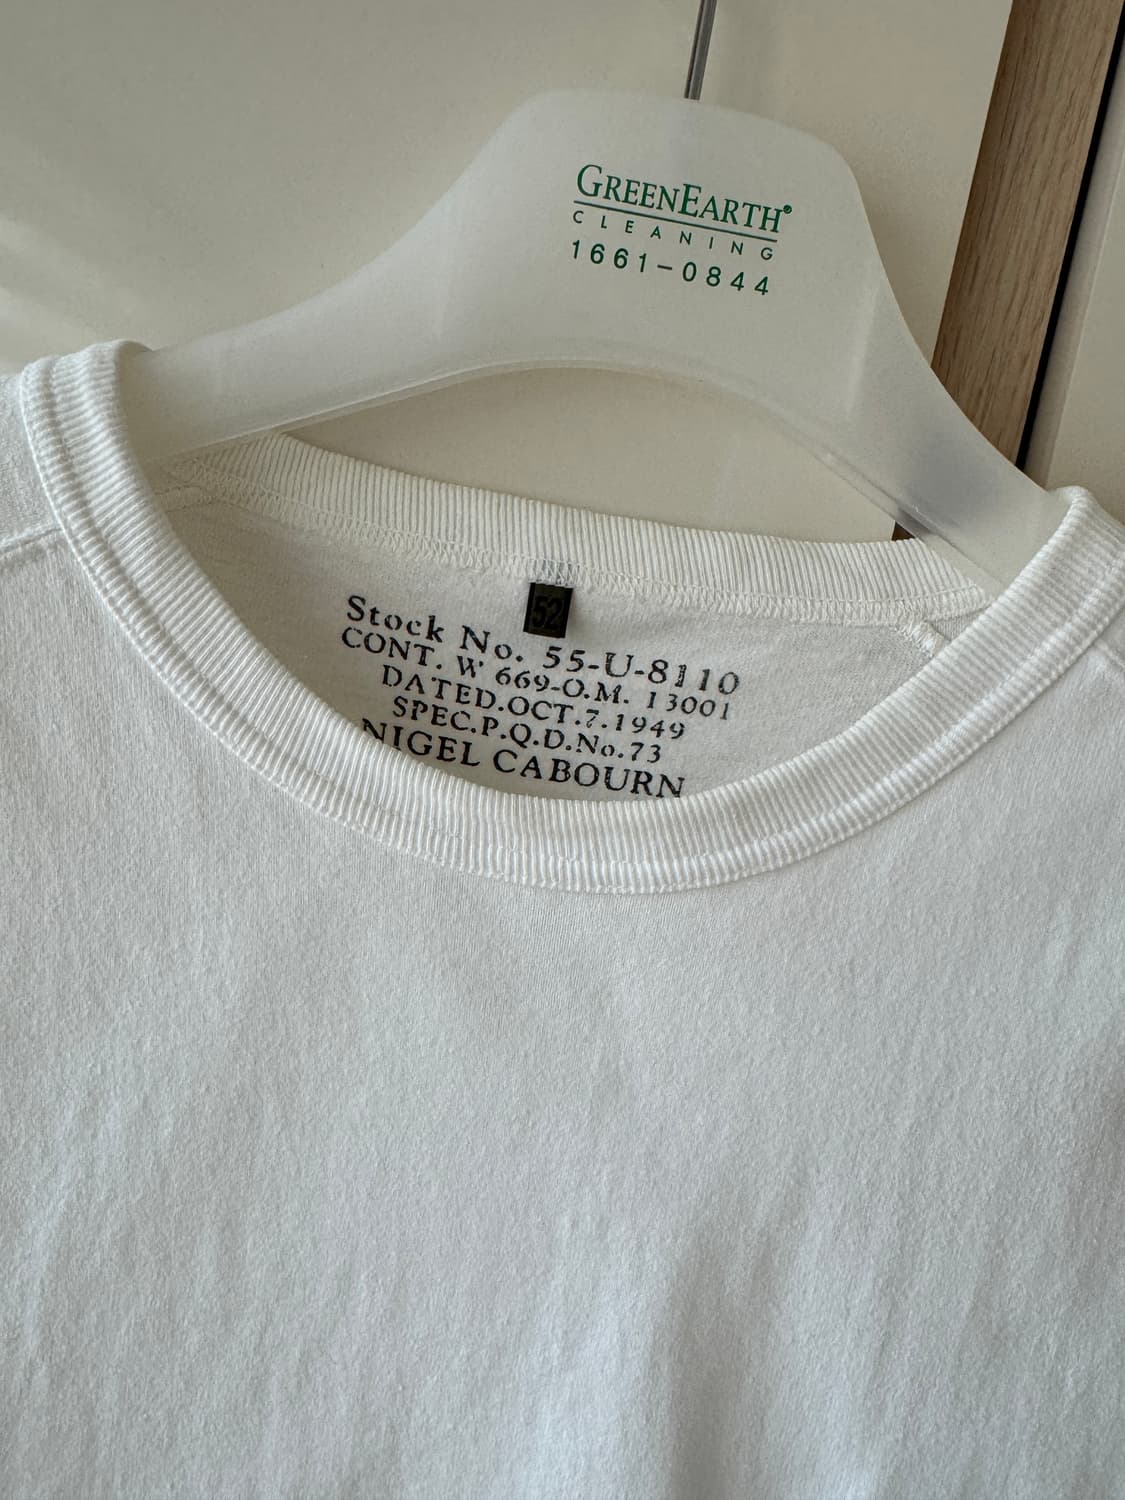 GREENEARTH®
CLEANING
1661-0844
52
Stock No. 55-U-8110
CONT. W 669-O.M. 13001
DATED.OCT.7.1949
SPEC.P.Q.D.No.73
NIGEL CABOURN